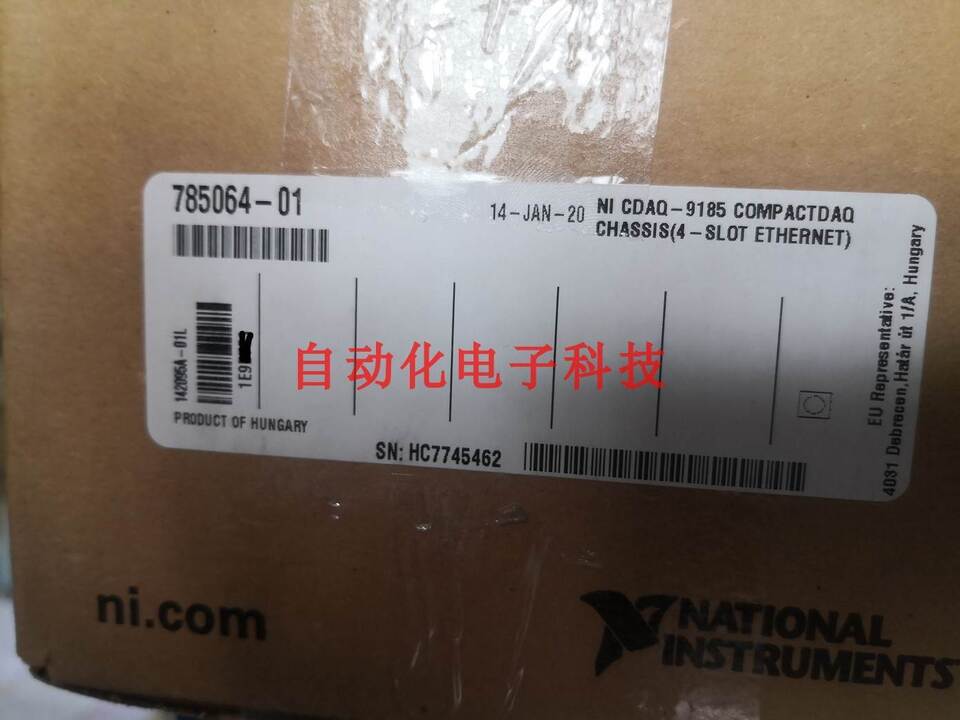 785064-01
14-JAN-20
NI CDAQ-9185 COMPACTDAQ
CHASSIS(4-SLOT ETHERNET)
142095A-01L
1E9
自动化电子科技
EU Representative:
4031 Debrecen,Határ út 1/A, Hungary
PRODUCT OF HUNGARY
SN: HC7745462
ni.com
NATIONAL
INSTRUMENTS